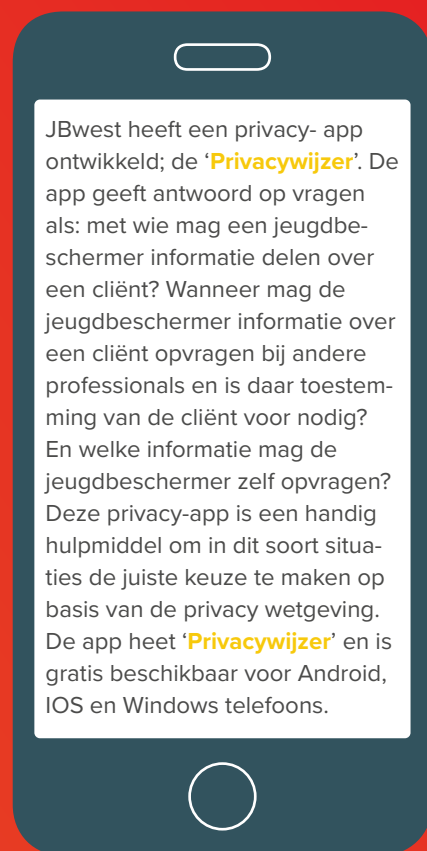 JBwest heeft een privacy- app
ontwikkeld; de ‘Privacywijzer’. De
app geeft antwoord op vragen
als: met wie mag een jeugdbe-
schermer informatie delen over
een cliënt? Wanneer mag de
jeugdbeschermer informatie over
een cliënt opvragen bij andere
professionals en is daar toestem-
ming van de cliënt voor nodig?
En welke informatie mag de
jeugdbeschermer zelf opvragen?
Deze privacy-app is een handig
hulpmiddel om in dit soort situa-
ties de juiste keuze te maken op
basis van de privacy wetgeving.
De app heet ‘Privacywijzer’ en is
gratis beschikbaar voor Android,
IOS en Windows telefoons.